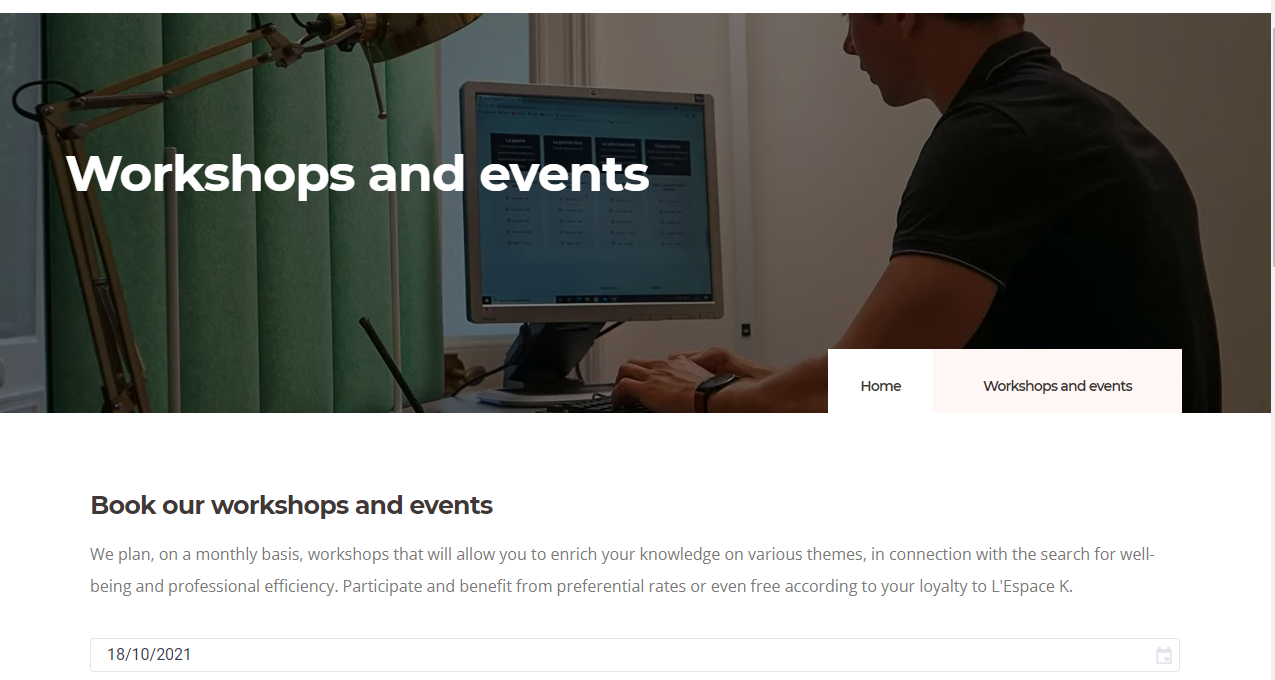 Workshops and events
Home
Workshops and events
Book our workshops and events
We plan, on a monthly basis, workshops that will allow you to enrich your knowledge on various themes, in connection with the search for well-
being and professional efficiency. Participate and benefit from preferential rates or even free according to your loyalty to L'Espace K.
18/10/2021